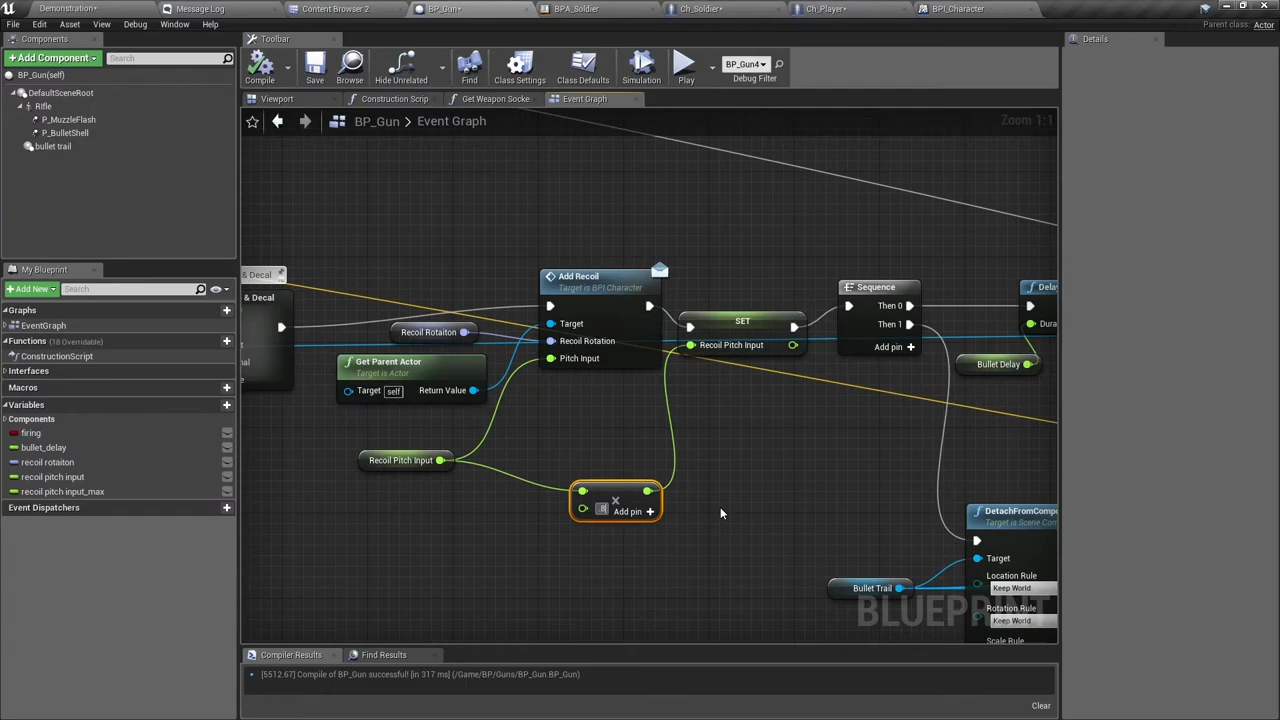 Demonstration•
Message Log
Content Browser 2
BP_Gun•
BPA_Soldier
Ch_Soldier•
Ch_Player•
BPI_Character
File Edit Asset View Debug Window Help
Parent class: Actor
Components
Toolbar
Details
+Add Component
Search
Compile
Save
Browse
Hide Unrelated
Find
Class Settings
Class Defaults
Simulation
Play
BP_Gun4
Debug Filter
BP_Gun(self)
DefaultSceneRoot
RIfle
P_MuzzleFlash
P_BulletShell
bullet trail
Viewport
Construction Scrip
Get Weapon Socke
Event Graph
BP_Gun > Event Graph
Zoom 1:1
My Blueprint
+Add New
Search
Graphs
EventGraph
Functions (18 Overridable)
ConstructionScript
Interfaces
Macros
Variables
Components
firing
bullet_delay
recoil rotaiton
recoil pitch input
recoil pitch input_max
Event Dispatchers
& Decal
& Decal
Recoil Rotaiton
Get Parent Actor
Target is Actor
Target self
Return Value
Recoil Pitch Input
Add Recoil
Target is BPI Character
Target
Recoil Rotation
Pitch Input
SET
Recoil Pitch Input
Sequence
Then 0
Then 1
Add pin +
Bullet Delay
Add pin +
DetachFromCompo
Target is Scene Com
Target
Location Rule
Keep World
Rotation Rule
Keep World
Scale Rule
Bullet Trail
Compiler Results
Find Results
[5512.67] Compile of BP_Gun successful! [in 317 ms] (/Game/BP/Guns/BP_Gun.BP_Gun)
Clear